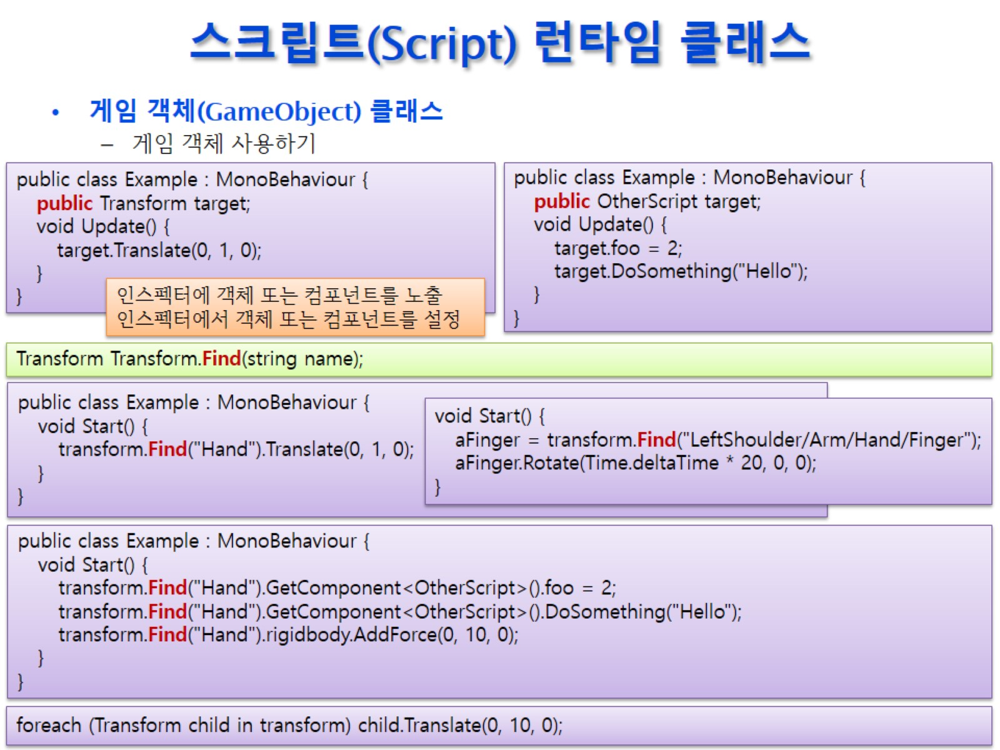 스크립트(Script) 런타임 클래스
• 게임 객체(GameObject) 클래스
– 게임 객체 사용하기
public class Example : MonoBehaviour {
public Transform target;
void Update() {
target.Translate(0, 1, 0);
}
}
인스펙터에 객체 또는 컴포넌트를 노출
인스펙터에서 객체 또는 컴포넌트를 설정
public class Example : MonoBehaviour {
public OtherScript target;
void Update() {
target.foo = 2;
target.DoSomething("Hello");
}
}
Transform Transform.Find(string name);
public class Example : MonoBehaviour {
void Start() {
transform.Find("Hand").Translate(0, 1, 0);
}
}
void Start() {
aFinger = transform.Find("LeftShoulder/Arm/Hand/Finger");
aFinger.Rotate(Time.deltaTime * 20, 0, 0);
}
public class Example : MonoBehaviour {
void Start() {
transform.Find("Hand").GetComponent<OtherScript>().foo = 2;
transform.Find("Hand").GetComponent<OtherScript>().DoSomething("Hello");
transform.Find("Hand").rigidbody.AddForce(0, 10, 0);
}
}
foreach (Transform child in transform) child.Translate(0, 10, 0);